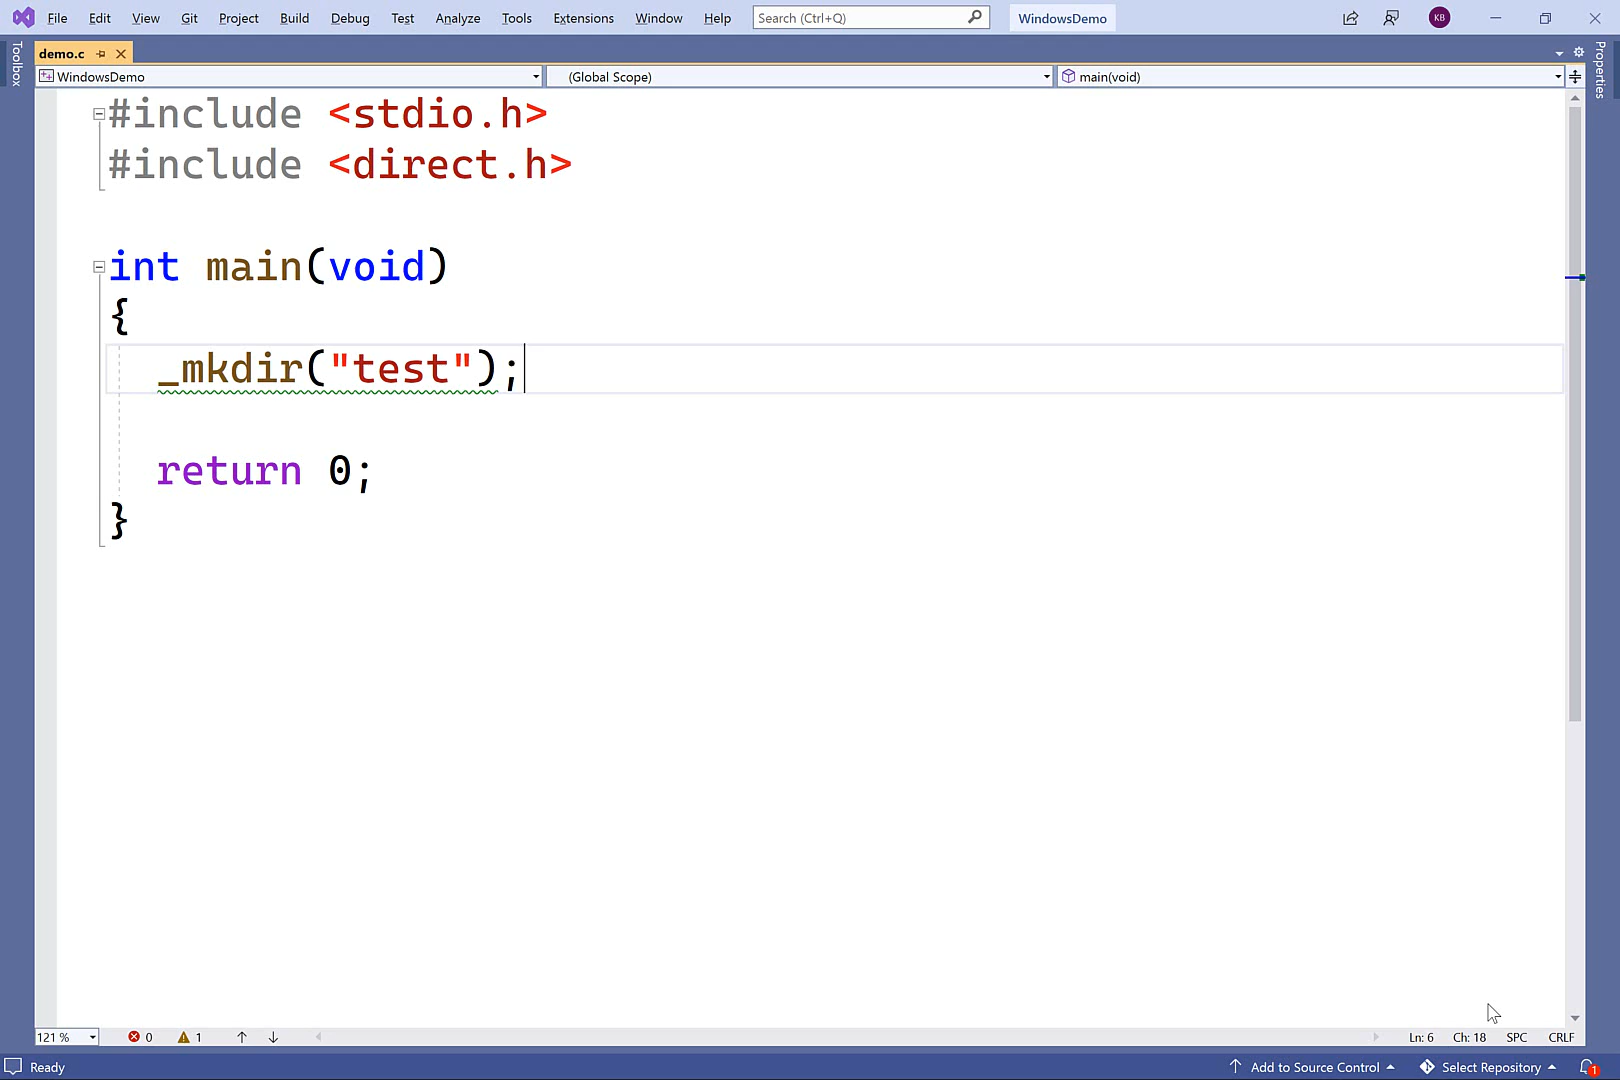 File Edit View Git Project Build Debug Test Analyze Tools Extensions Window Help Search (Ctrl+Q) WindowsDemo KB
Toolbox
demo.c
Properties
WindowsDemo (Global Scope) main(void)
#include <stdio.h>
#include <direct.h>
int main(void)
{
_mkdir("test");
return 0;
}
121 % 0 1 Ln: 6 Ch: 18 SPC CRLF
Ready Add to Source Control Select Repository 1